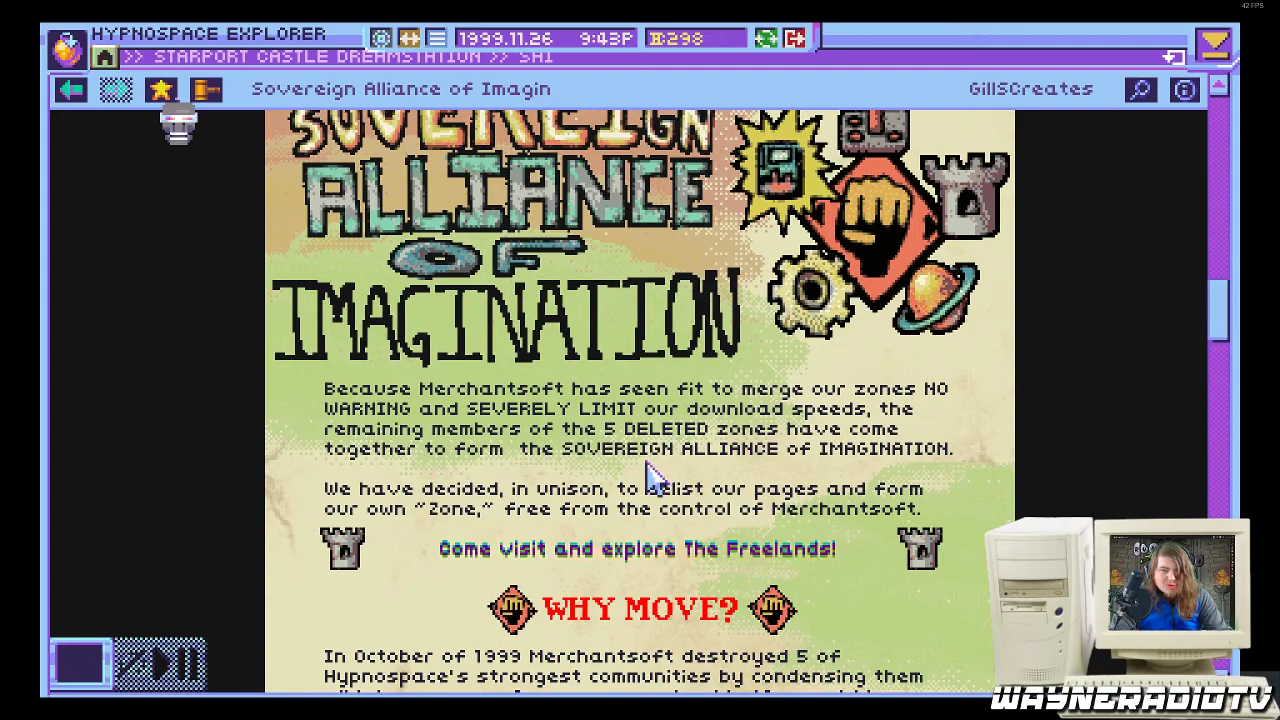 42 FPS
HYPNOSPACE EXPLORER
1999.11.26 9:43P
298
>> STARPORT CASTLE DREAMSTATION >> SAI
Sovereign Alliance of Imagin
GillSCreates
SOVEREIGN
ALLIANCE
OF
IMAGINATION
Because Merchantsoft has seen fit to merge our zones NO
WARNING and SEVERELY LIMIT our download speeds, the
remaining members of the 5 DELETED zones have come
together to form the SOVEREIGN ALLIANCE of IMAGINATION.
We have decided, in unison, to delist our pages and form
our own "Zone," free from the control of Merchantsoft.
Come visit and explore The Freelands!
WHY MOVE?
In October of 1999 Merchantsoft destroyed 5 of
Hypnospace's strongest communities by condensing them
WAYNERADIOTV